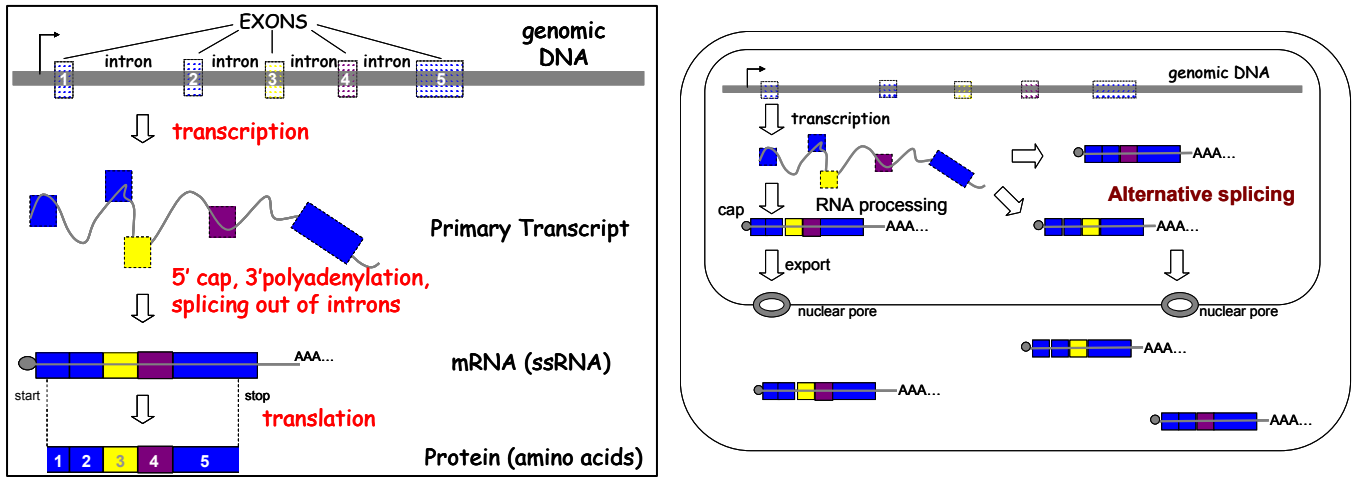 EXONS
genomic
DNA
intron intron intron intron
1 2 3 4 5
transcription
Primary Transcript
5' cap, 3'polyadenylation,
splicing out of introns
AAA...
mRNA (ssRNA)
start
stop
translation
1 2 3 4 5
Protein (amino acids)
genomic DNA
transcription
AAA...
Alternative splicing
RNA processing
cap
AAA...
AAA...
export
nuclear pore
nuclear pore
AAA...
AAA...
AAA...